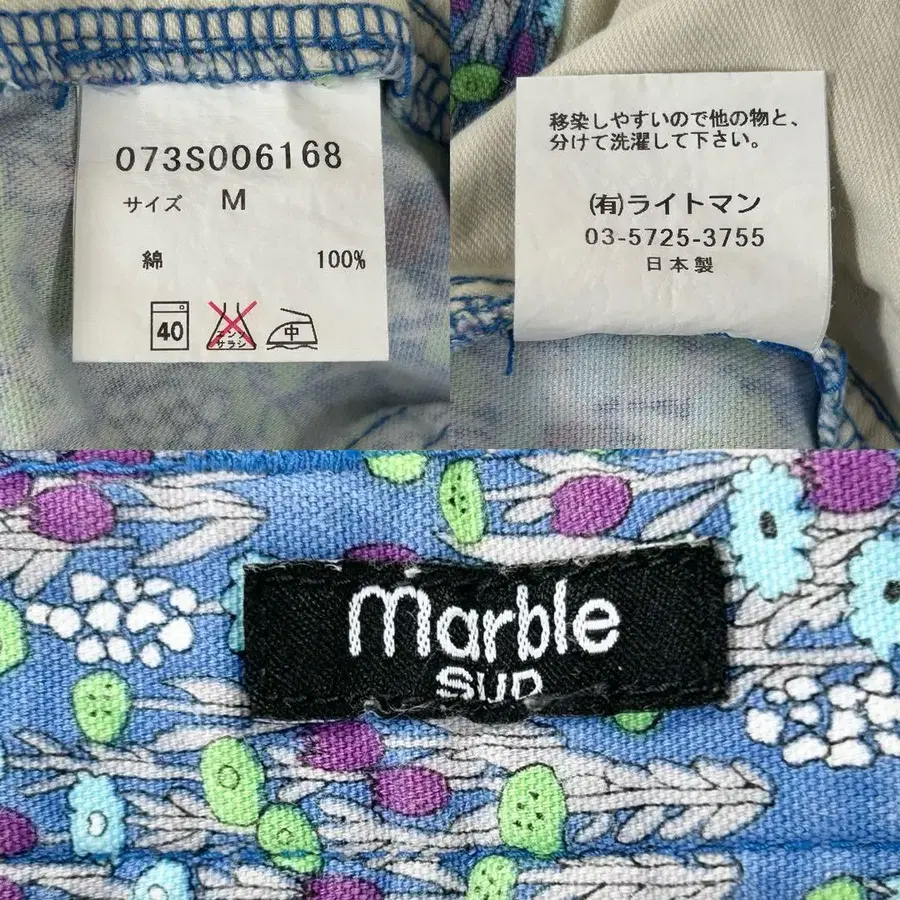 073S006168
サイズ M
綿 100%
40
エンソ
サラシ
中
移染しやすいので他の物と、
分けて洗濯して下さい。
(有)ライトマン
03-5725-3755
日本製
marble
SUD